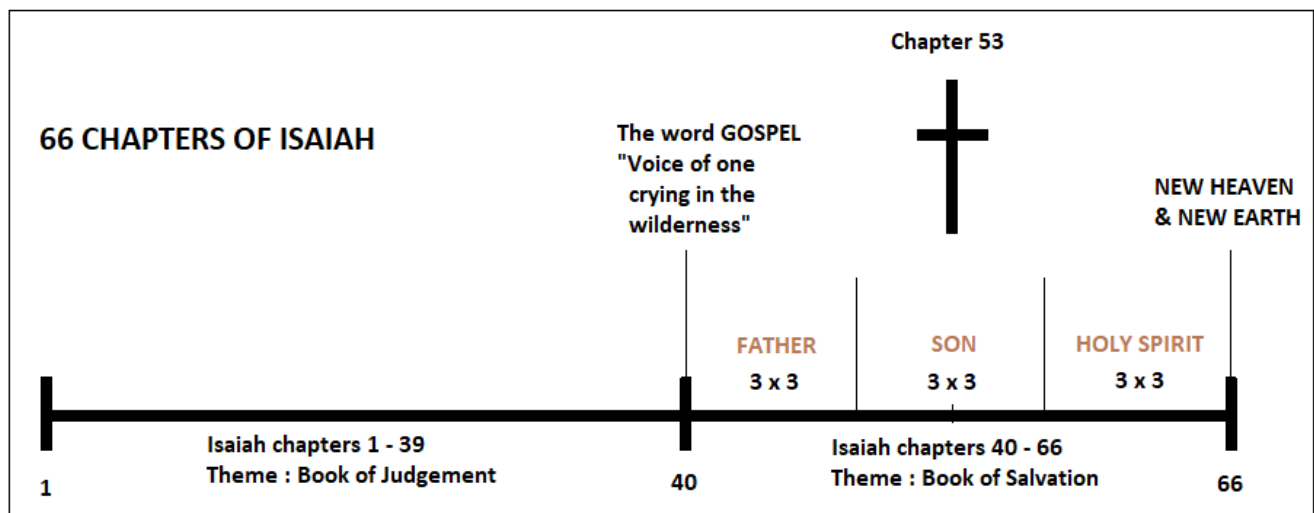 Chapter 53
66 CHAPTERS OF ISAIAH
The word GOSPEL
"Voice of one
crying in the
wilderness"
NEW HEAVEN
& NEW EARTH
FATHER
3 x 3
SON
3 x 3
HOLY SPIRIT
3 x 3
Isaiah chapters 1 - 39
Theme : Book of Judgement
Isaiah chapters 40 - 66
Theme : Book of Salvation
1
40
66